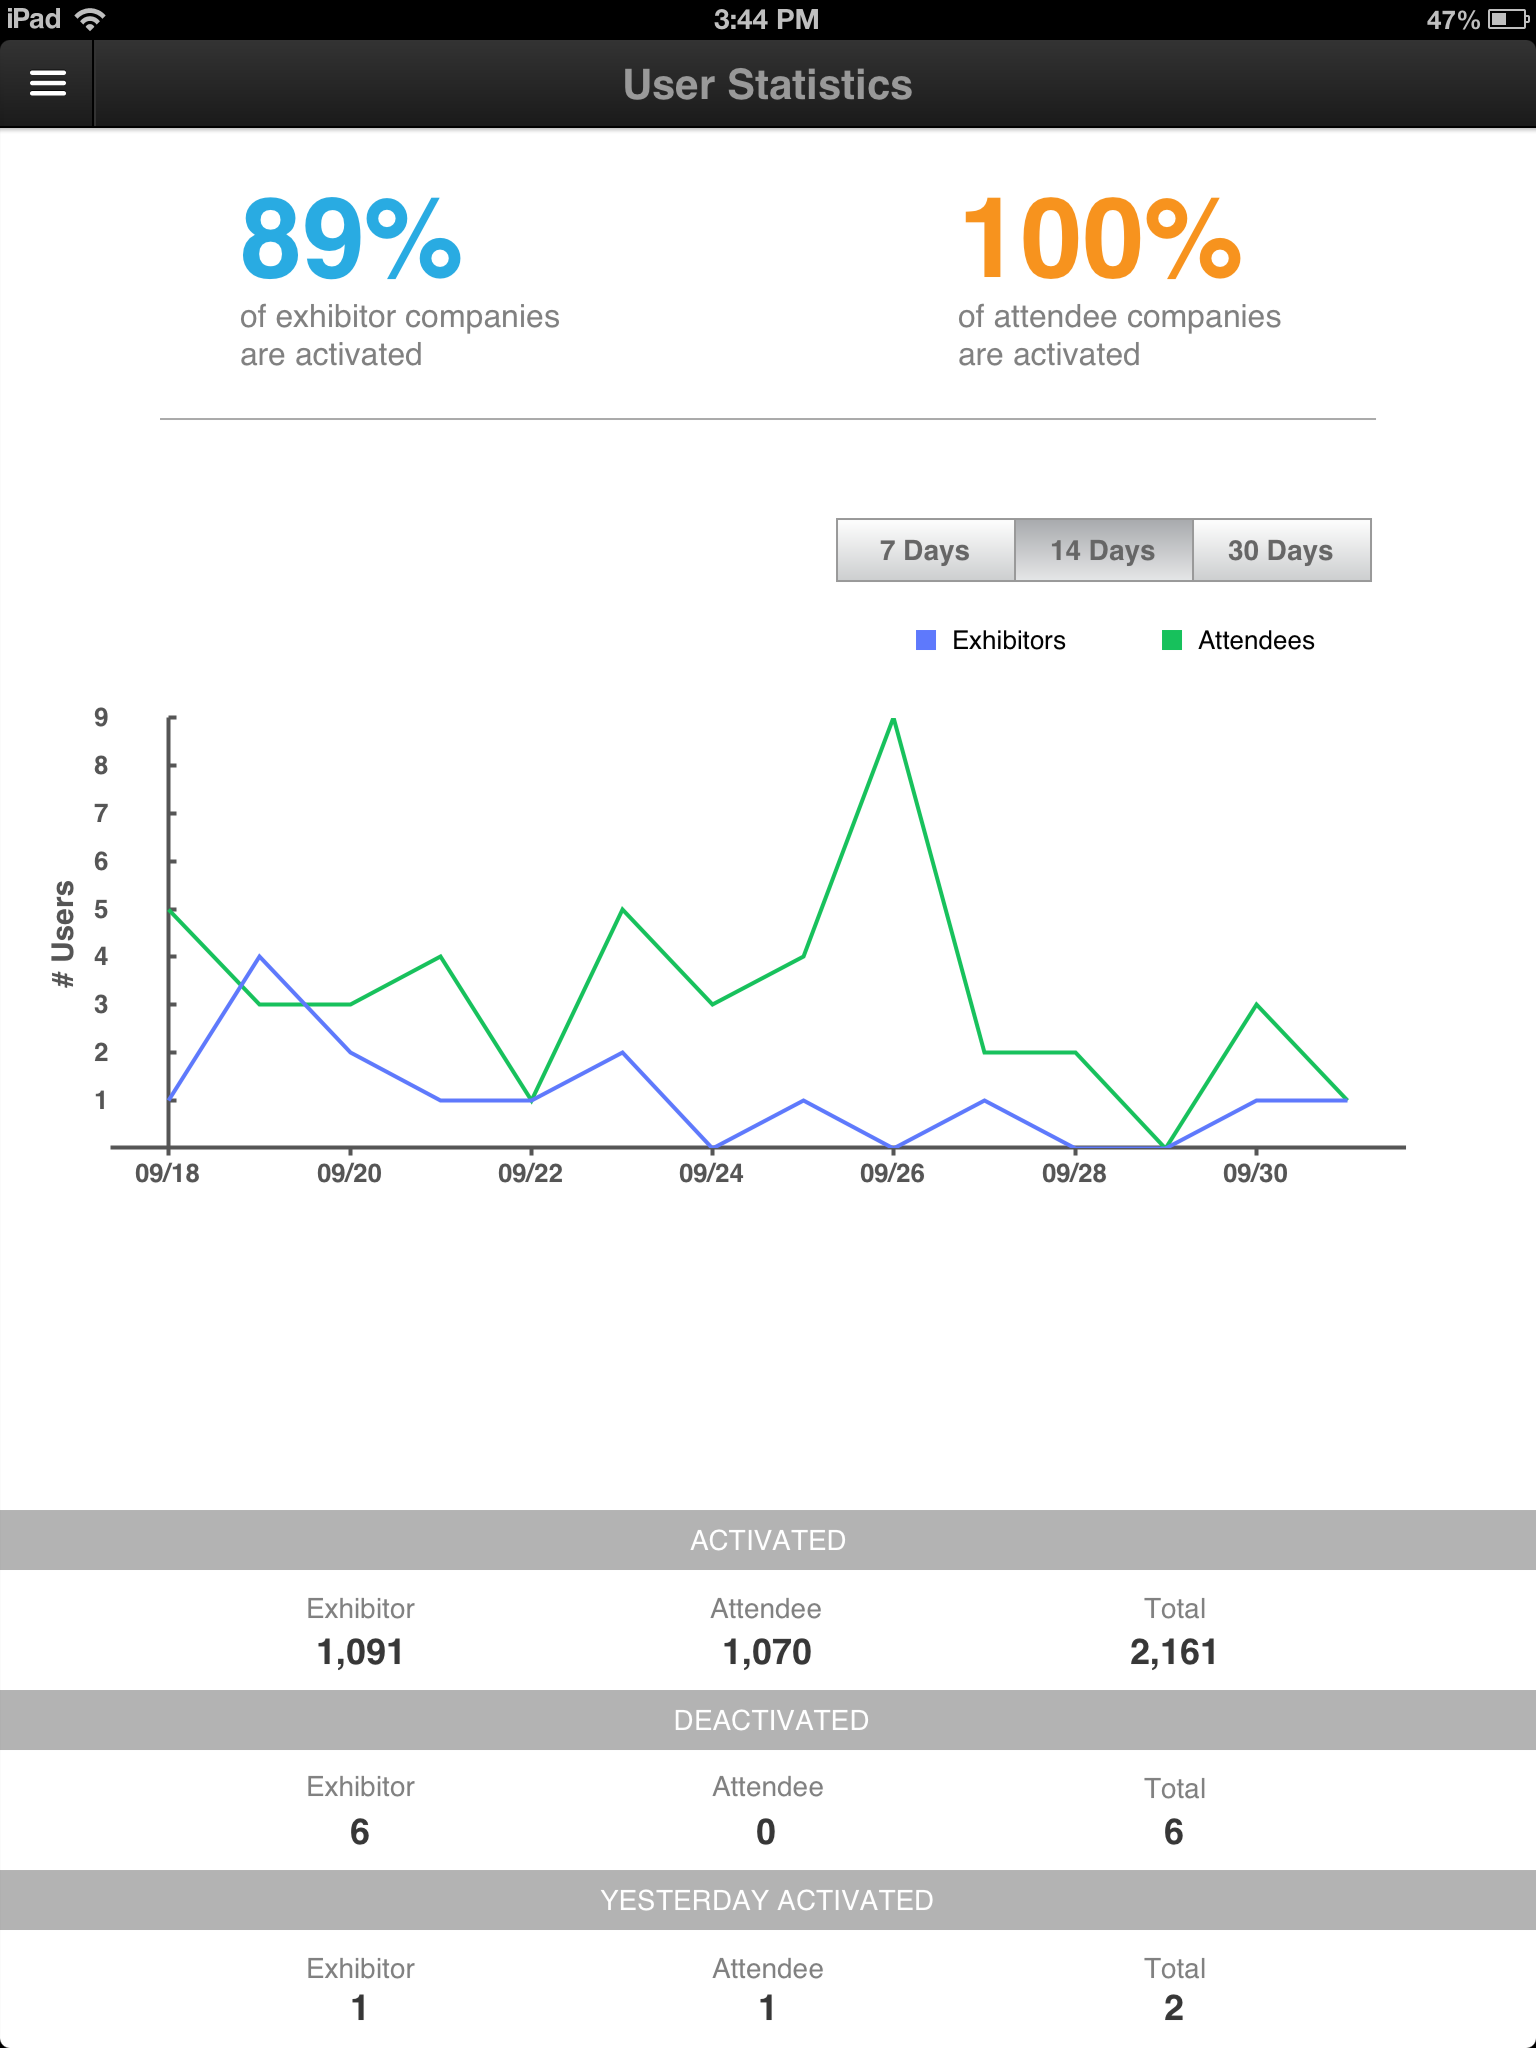 iPad 3:44 PM 47%
User Statistics
89% 100%
of exhibitor companies of attendee companies
are activated are activated
7 Days 14 Days 30 Days
Exhibitors Attendees
9
8
7
6
5
4
3
2
1
# Users
09/18 09/20 09/22 09/24 09/26 09/28 09/30
ACTIVATED
Exhibitor Attendee Total
1,091 1,070 2,161
DEACTIVATED
Exhibitor Attendee Total
6 0 6
YESTERDAY ACTIVATED
Exhibitor Attendee Total
1 1 2